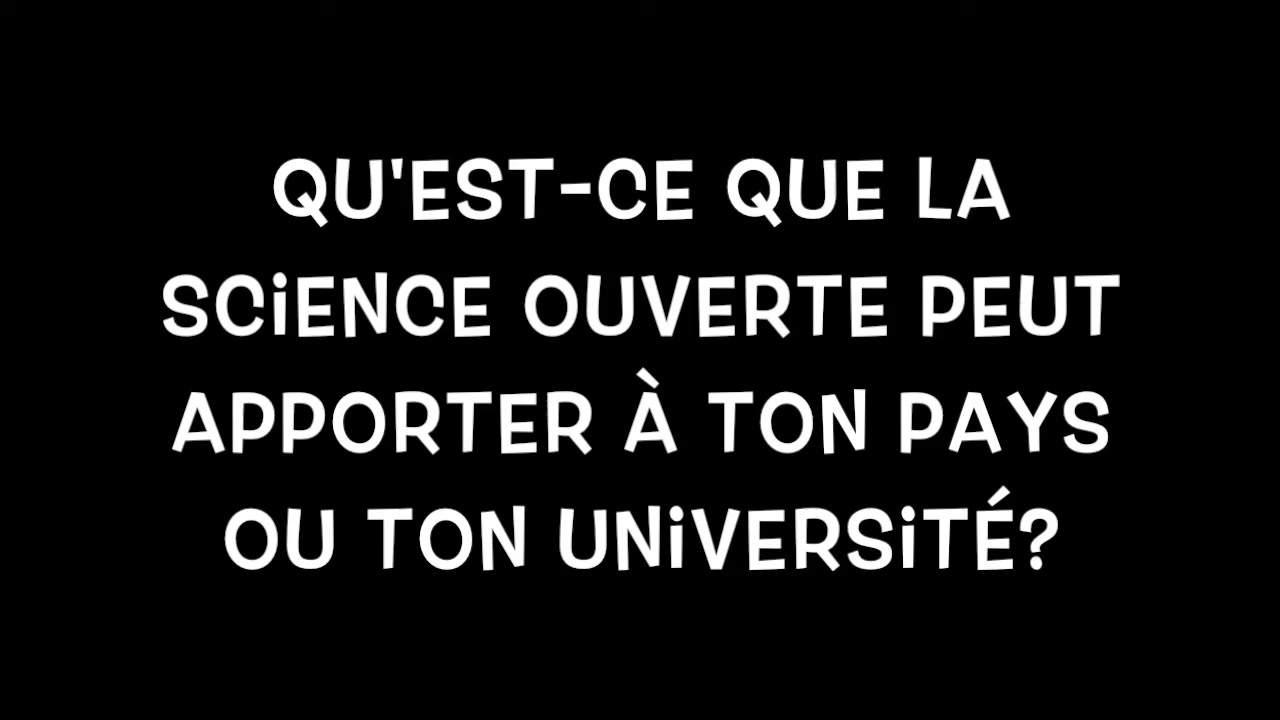 QU'EST-CE QUE LA
SCIENCE OUVERTE PEUT
APPORTER À TON PAYS
OU TON UNIVERSITÉ?